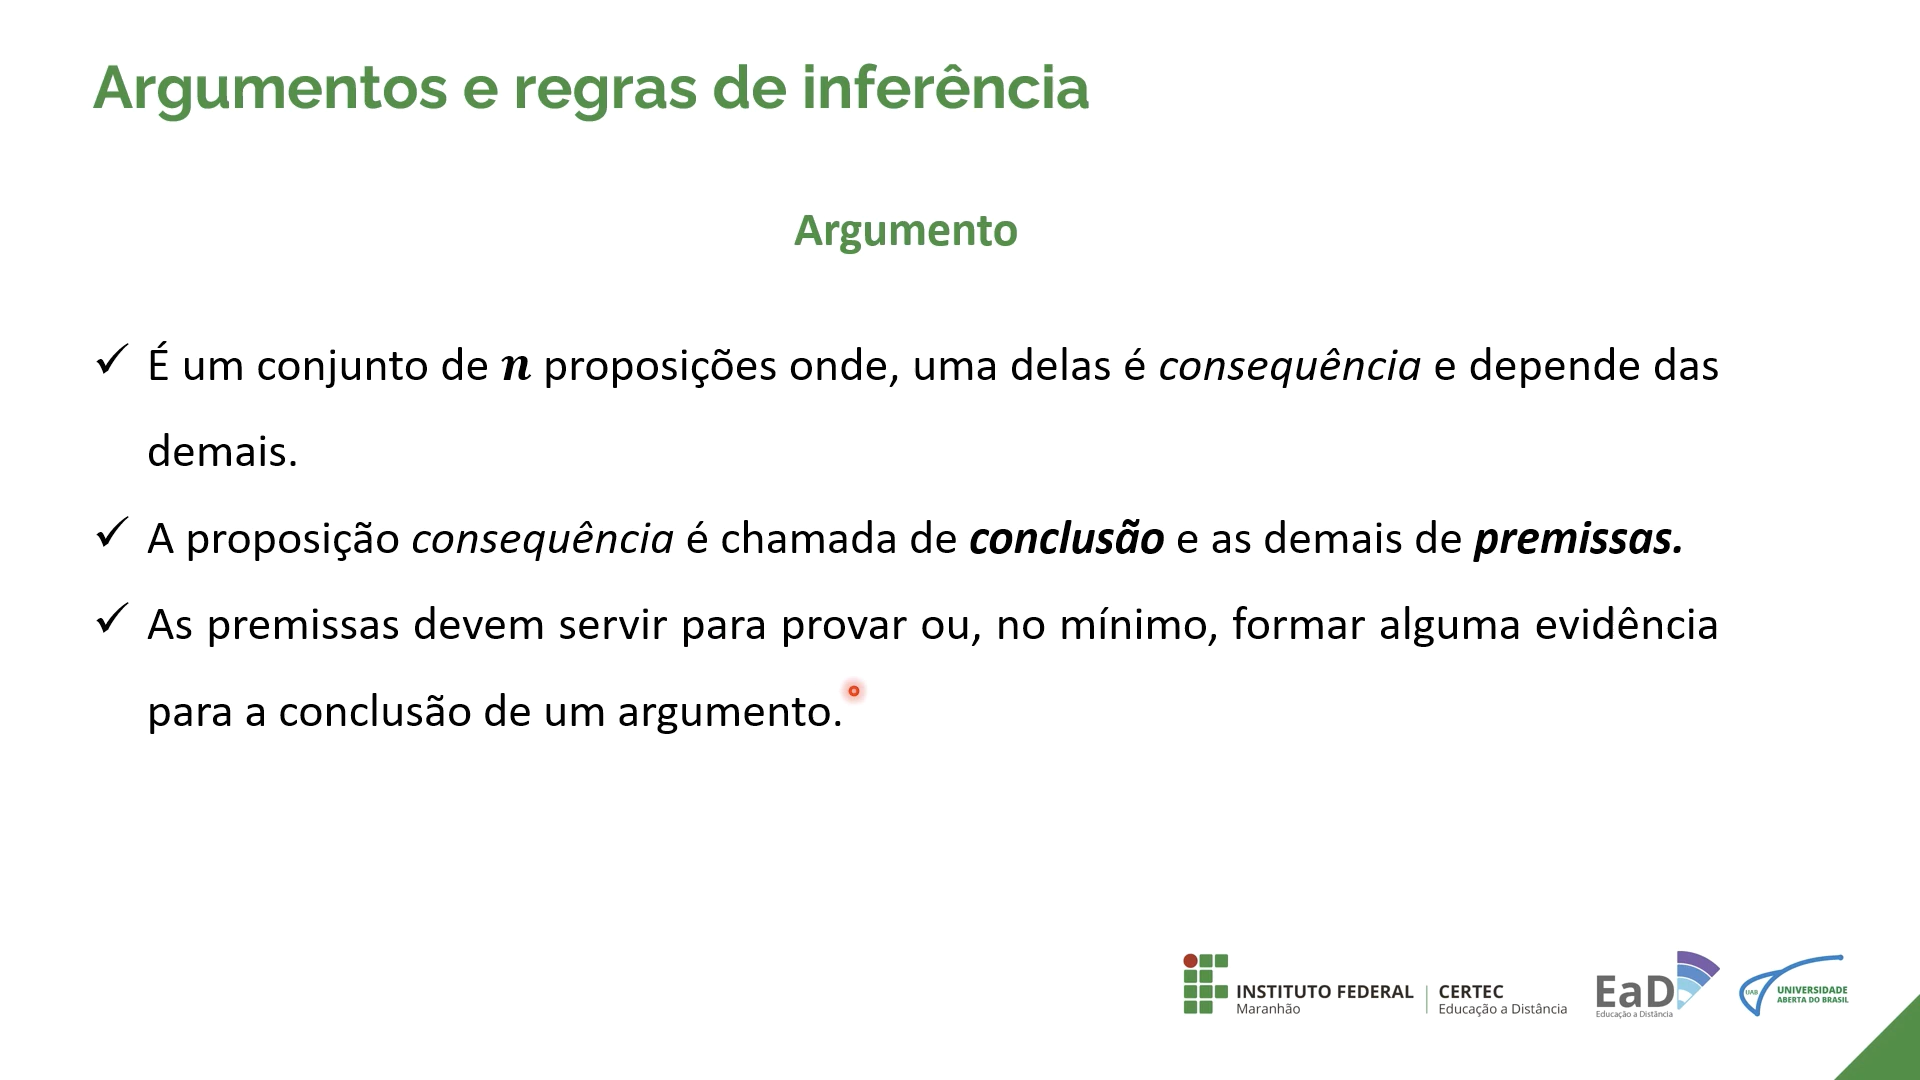 Argumentos e regras de inferência
Argumento
✓ É um conjunto de n proposições onde, uma delas é consequência e depende das
demais.
✓ A proposição consequência é chamada de conclusão e as demais de premissas.
✓ As premissas devem servir para provar ou, no mínimo, formar alguma evidência
para a conclusão de um argumento.
INSTITUTO FEDERAL
Maranhão
CERTEC
Educação a Distância
EaD
Educação a Distância
UAB
UNIVERSIDADE
ABERTA DO BRASIL